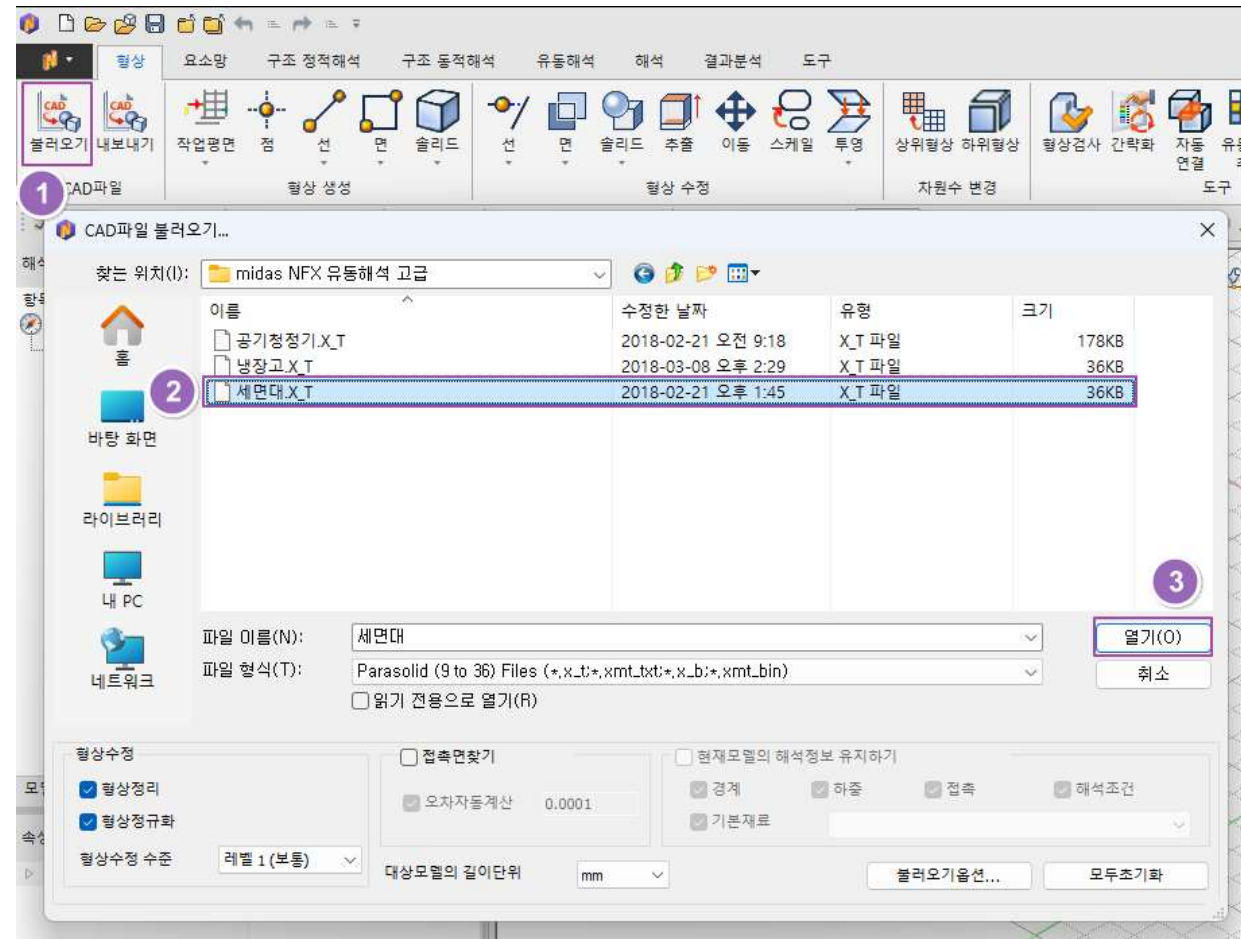 형상 요소망 구조 정적해석 구조 동적해석 유동해석 해석 결과분석 도구
CAD CAD
불러오기 내보내기 작업평면 점 선 면 솔리드 선 면 솔리드 추출 이동 스케일 투영 상위형상 하위형상 형상검사 간략화 자동
연결
1
CAD파일 형상 생성 형상 수정 차원수 변경 도구
CAD파일 불러오기...
찾는 위치(I): midas NFX 유동해석 고급
이름 수정한 날짜 유형 크기
공기청정기.X_T 2018-02-21 오전 9:18 X_T 파일 178KB
냉장고.X_T 2018-03-08 오후 2:29 X_T 파일 36KB
2
세면대.X_T 2018-02-21 오후 1:45 X_T 파일 36KB
홈
바탕 화면
라이브러리
내 PC
네트워크
3
파일 이름(N): 세면대 열기(O)
파일 형식(T): Parasolid (9 to 36) Files (*.x_t;*.xmt_txt;*.x_b;*.xmt_bin) 취소
읽기 전용으로 열기(R)
형상수정 접촉면찾기 현재모델의 해석정보 유지하기
형상정리 오차자동계산 0.0001 경계 하중 접촉 해석조건
형상정규화 기본재료
형상수정 수준 레벨 1 (보통) 대상모델의 길이단위 mm 불러오기옵션... 모두초기화